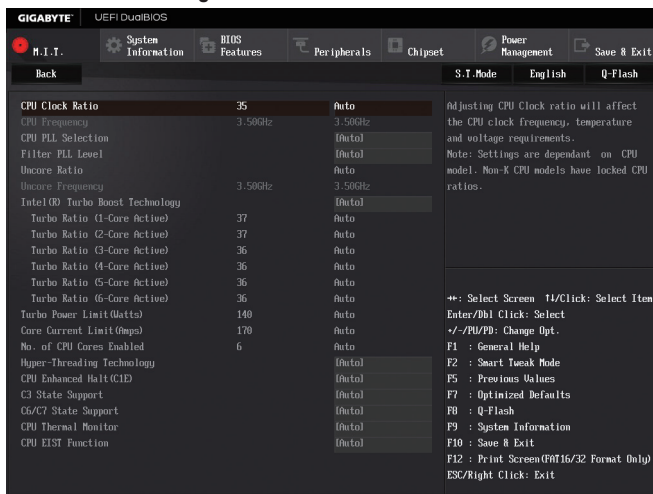 GIGABYTE™ UEFI DualBIOS
M.I.T.
System Information
BIOS Features
Peripherals
Chipset
Power Management
Save & Exit
Back
S.T.Mode English Q-Flash
CPU Clock Ratio 35 Auto
CPU Frequency 3.50GHz 3.50GHz
CPU PLL Selection [Auto]
Filter PLL Level [Auto]
Uncore Ratio Auto
Uncore Frequency 3.50GHz 3.50GHz
Intel(R) Turbo Boost Technology [Auto]
Turbo Ratio (1-Core Active) 37 Auto
Turbo Ratio (2-Core Active) 37 Auto
Turbo Ratio (3-Core Active) 36 Auto
Turbo Ratio (4-Core Active) 36 Auto
Turbo Ratio (5-Core Active) 36 Auto
Turbo Ratio (6-Core Active) 36 Auto
Turbo Power Limit(Watts) 140 Auto
Core Current Limit(Amps) 170 Auto
No. of CPU Cores Enabled 6 Auto
Hyper-Threading Technology [Auto]
CPU Enhanced Halt(C1E) [Auto]
C3 State Support [Auto]
C6/C7 State Support [Auto]
CPU Thermal Monitor [Auto]
CPU EIST Function [Auto]
Adjusting CPU Clock ratio will affect
the CPU clock frequency, temperature
and voltage requirements.
Note: Settings are dependant on CPU
model. Non-K CPU models have locked CPU
ratios.
→←: Select Screen ↑↓/Click: Select Item
Enter/Dbl Click: Select
+/-/PU/PD: Change Opt.
F1 : General Help
F2 : Smart Tweak Mode
F5 : Previous Values
F7 : Optimized Defaults
F8 : Q-Flash
F9 : System Information
F10 : Save & Exit
F12 : Print Screen(FAT16/32 Format Only)
ESC/Right Click: Exit